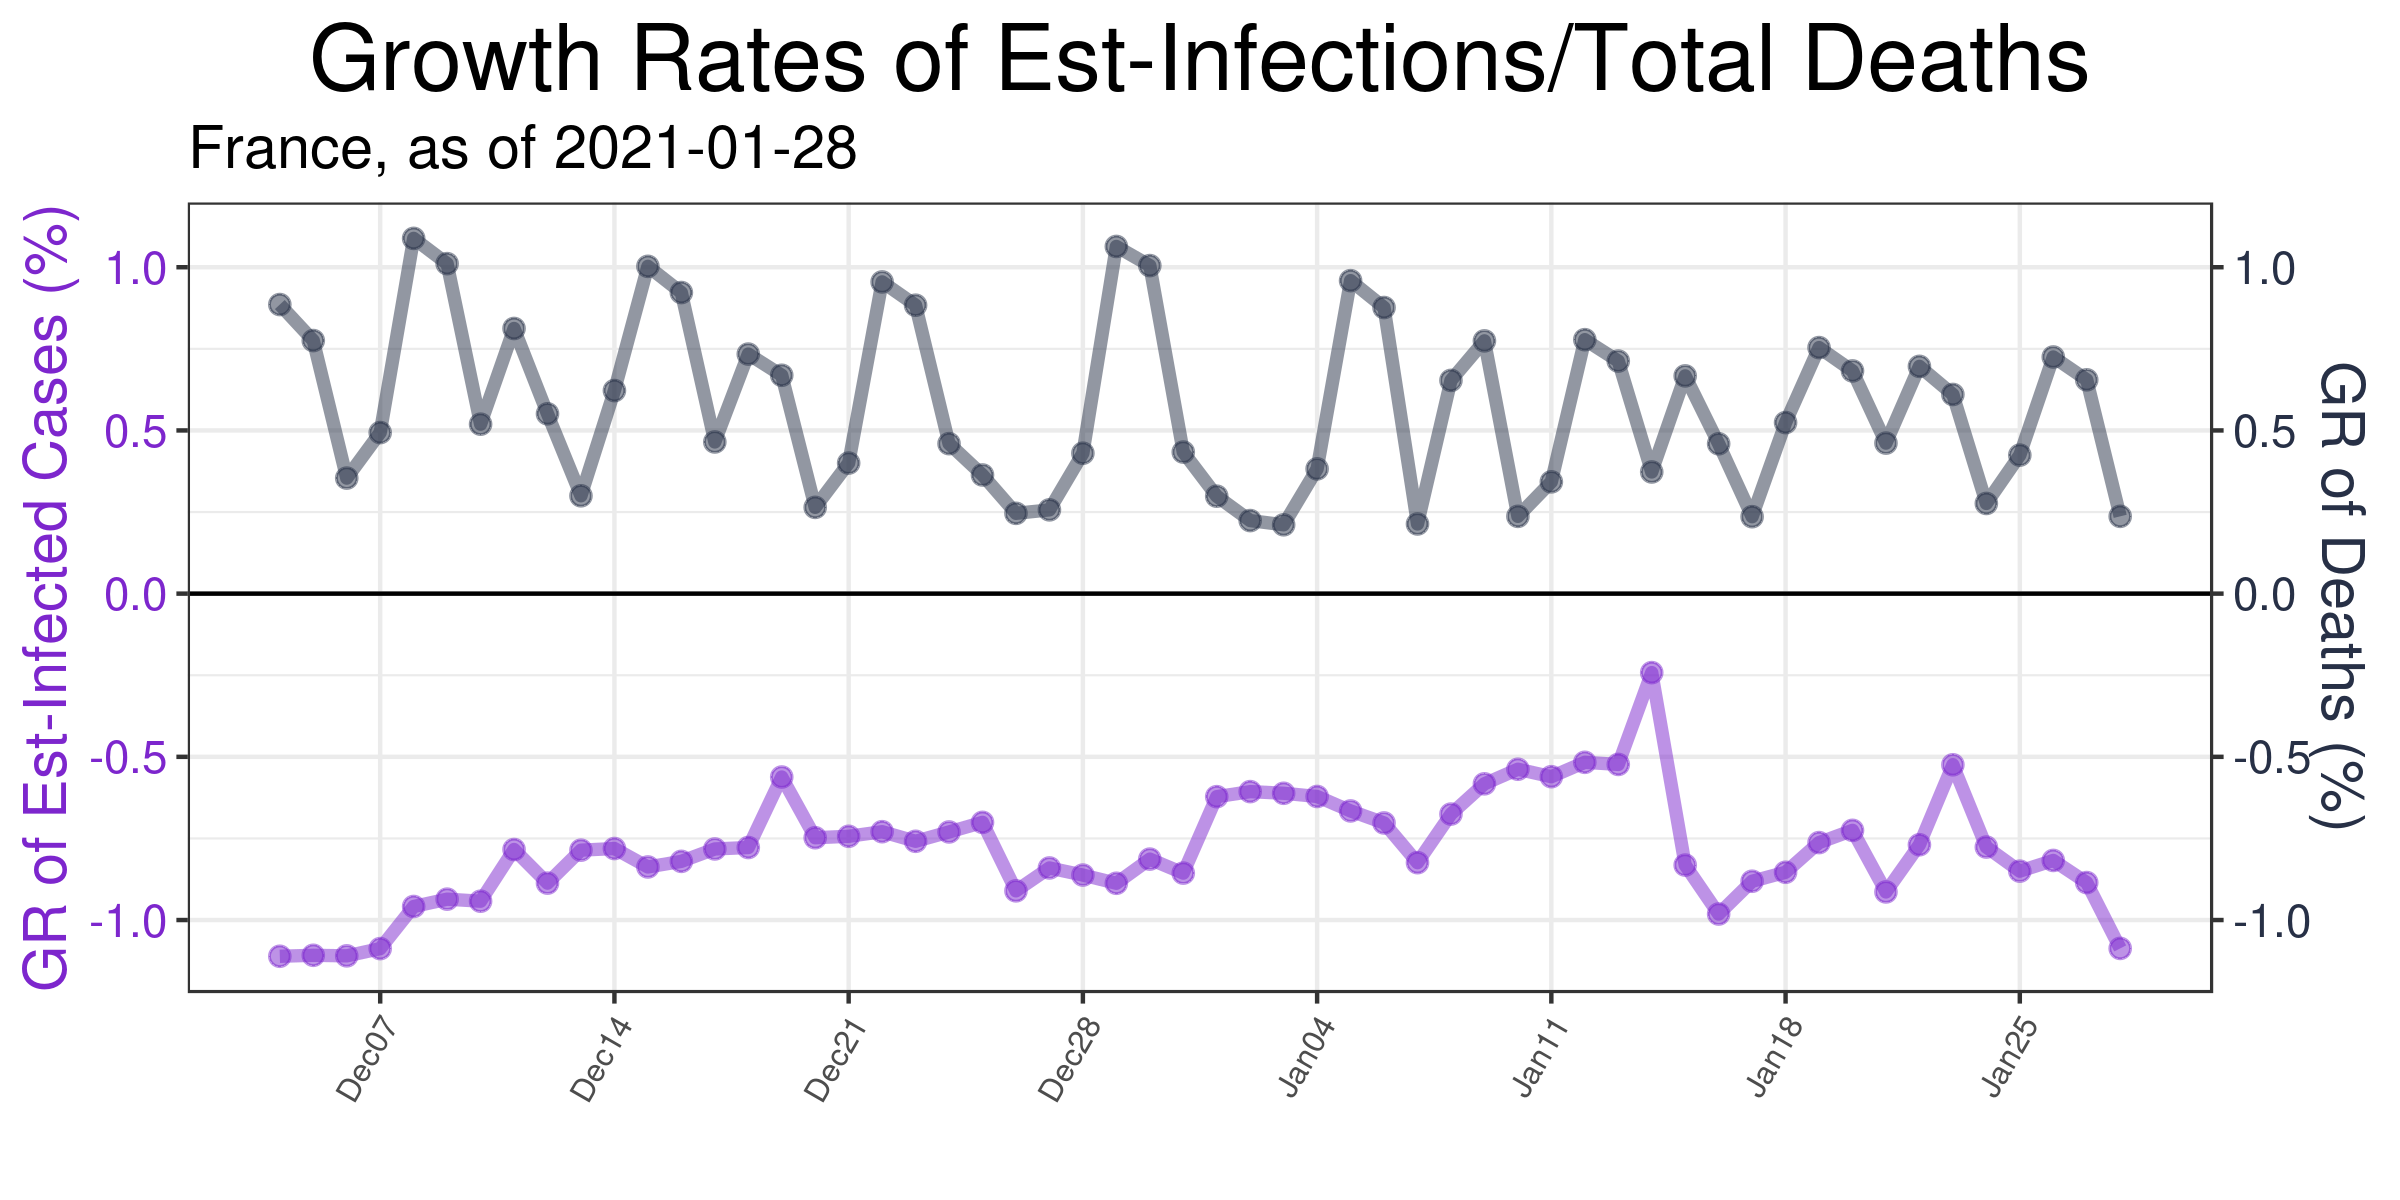 Growth Rates of Est-Infections/Total Deaths
France, as of 2021-01-28
GR of Est-Infected Cases (%)
1.0
0.5
0.0
-0.5
-1.0
1.0
0.5
0.0
-0.5
-1.0
GR of Deaths (%)
Dec07
Dec14
Dec21
Dec28
Jan04
Jan11
Jan18
Jan25